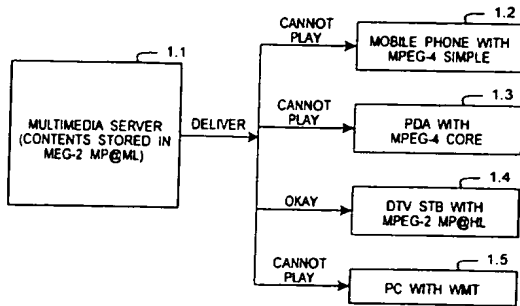 1.1
MULTIMEDIA SERVER
(CONTENTS STORED IN
MEG-2 MP@ML)
DELIVER
CANNOT
PLAY
1.2
MOBILE PHONE WITH
MPEG-4 SIMPLE
CANNOT
PLAY
1.3
PDA WITH
MPEG-4 CORE
OKAY
1.4
DTV STB WITH
MPEG-2 MP@HL
CANNOT
PLAY
1.5
PC WITH WMT